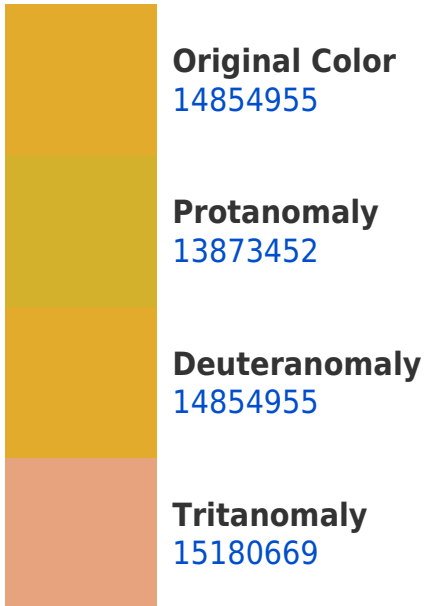 Original Color
14854955
Protanomaly
13873452
Deuteranomaly
14854955
Tritanomaly
15180669